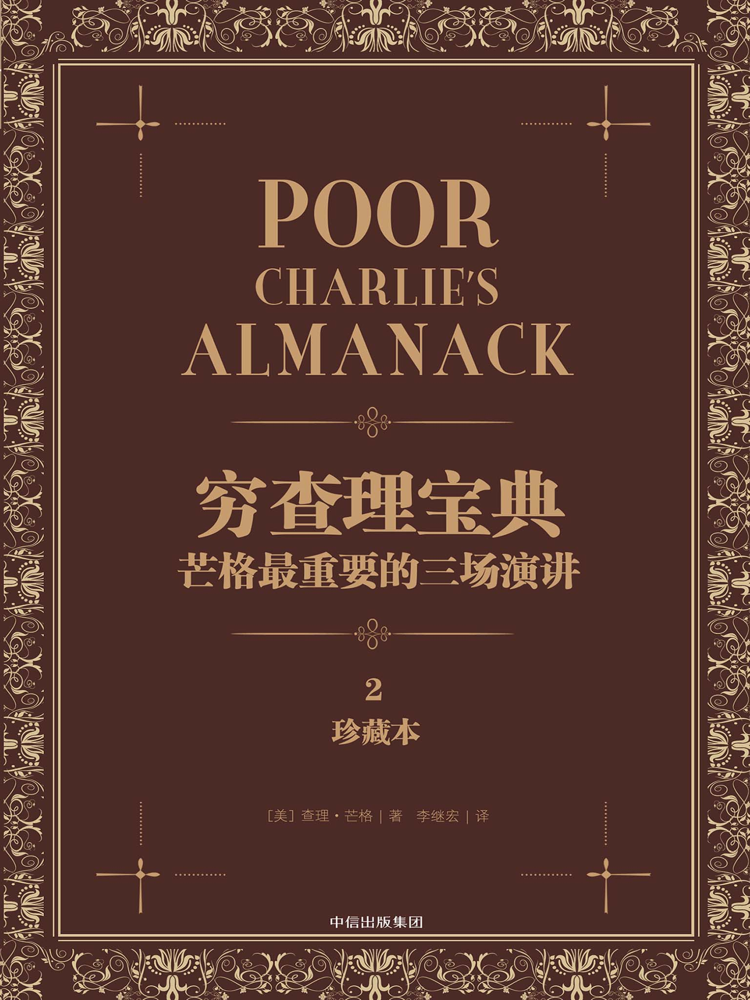 POOR
CHARLIE'S
ALMANACK
穷查理宝典
芒格最重要的三场演讲
2
珍藏本
[美] 查理·芒格 | 著 李继宏 | 译
中信出版集团